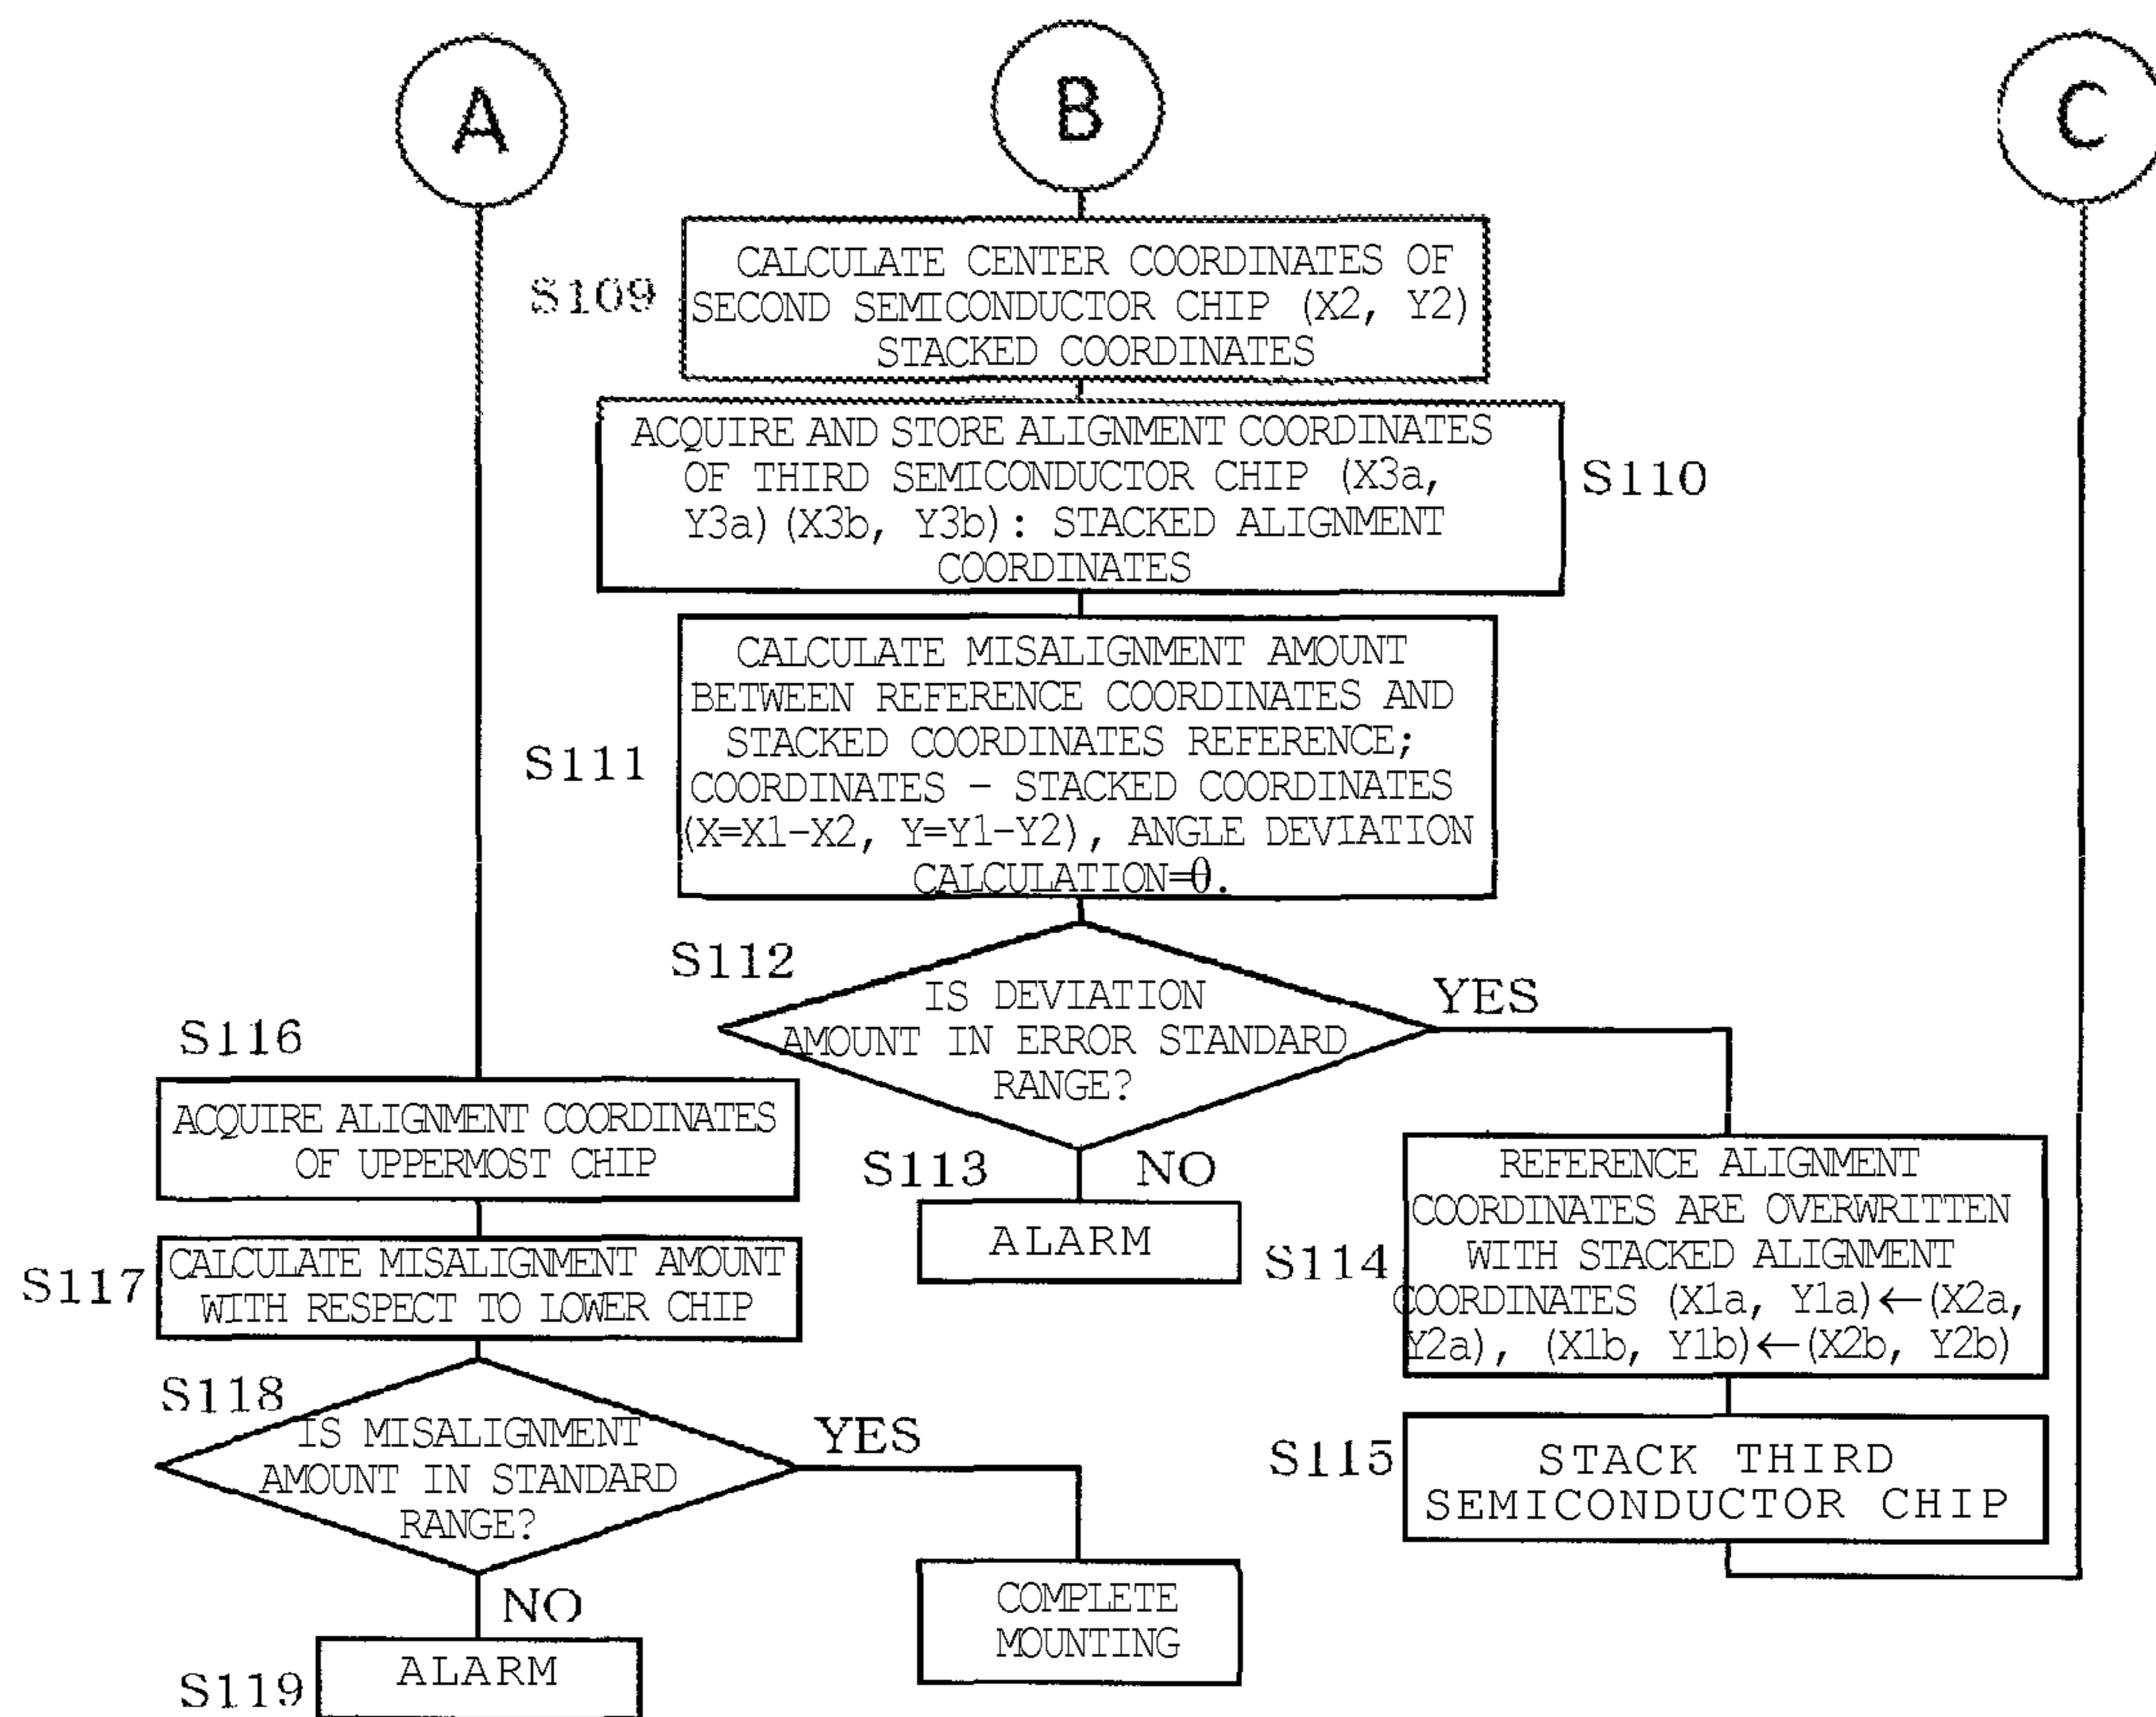 A
B
C
S109
CALCULATE CENTER COORDINATES OF
SECOND SEMICONDUCTOR CHIP (X2, Y2)
STACKED COORDINATES
ACQUIRE AND STORE ALIGNMENT COORDINATES
OF THIRD SEMICONDUCTOR CHIP (X3a,
Y3a)(X3b, Y3b): STACKED ALIGNMENT
COORDINATES
S110
S111
CALCULATE MISALIGNMENT AMOUNT
BETWEEN REFERENCE COORDINATES AND
STACKED COORDINATES REFERENCE;
COORDINATES - STACKED COORDINATES
(X=X1-X2, Y=Y1-Y2), ANGLE DEVIATION
CALCULATION=θ.
S112
IS DEVIATION
AMOUNT IN ERROR STANDARD
RANGE?
YES
S113
NO
ALARM
S114
REFERENCE ALIGNMENT
COORDINATES ARE OVERWRITTEN
WITH STACKED ALIGNMENT
COORDINATES (X1a, Y1a)←(X2a,
Y2a), (X1b, Y1b)←(X2b, Y2b)
S115
STACK THIRD
SEMICONDUCTOR CHIP
S116
ACQUIRE ALIGNMENT COORDINATES
OF UPPERMOST CHIP
S117
CALCULATE MISALIGNMENT AMOUNT
WITH RESPECT TO LOWER CHIP
S118
IS MISALIGNMENT
AMOUNT IN STANDARD
RANGE?
YES
NO
COMPLETE
MOUNTING
S119
ALARM